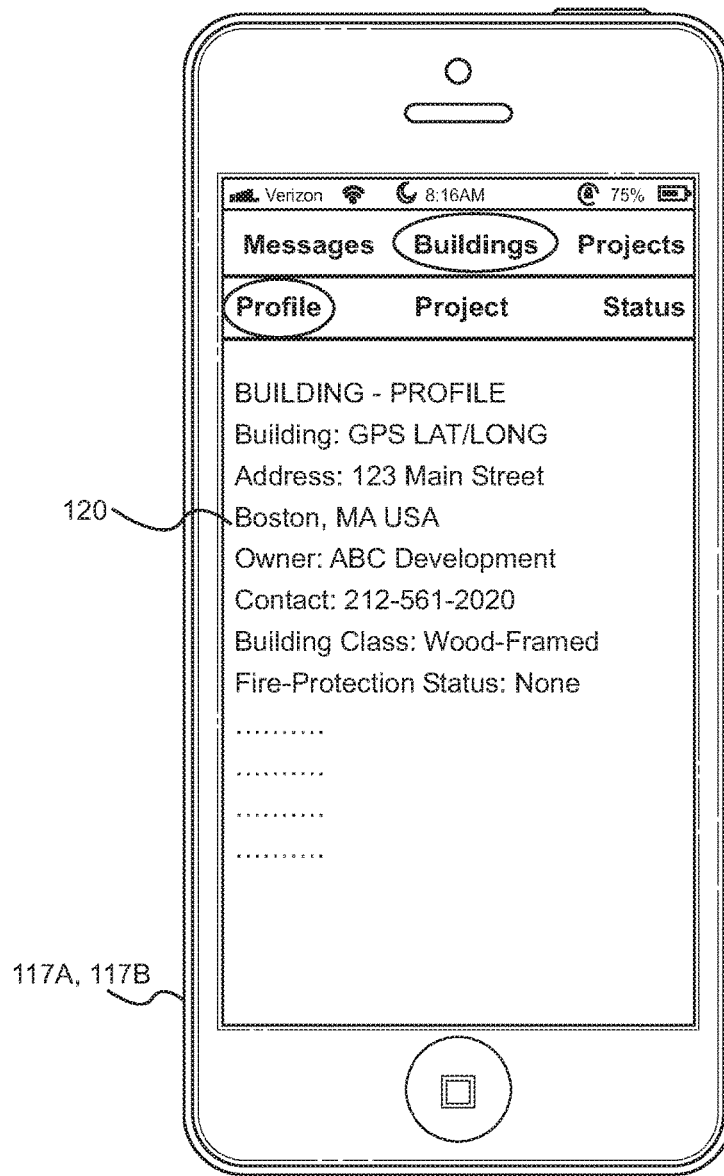 Verizon 8:16AM 75%
Messages Buildings Projects
Profile Project Status
BUILDING - PROFILE
Building: GPS LAT/LONG
Address: 123 Main Street
120
Boston, MA USA
Owner: ABC Development
Contact: 212-561-2020
Building Class: Wood-Framed
Fire-Protection Status: None
..........
..........
..........
..........
117A, 117B